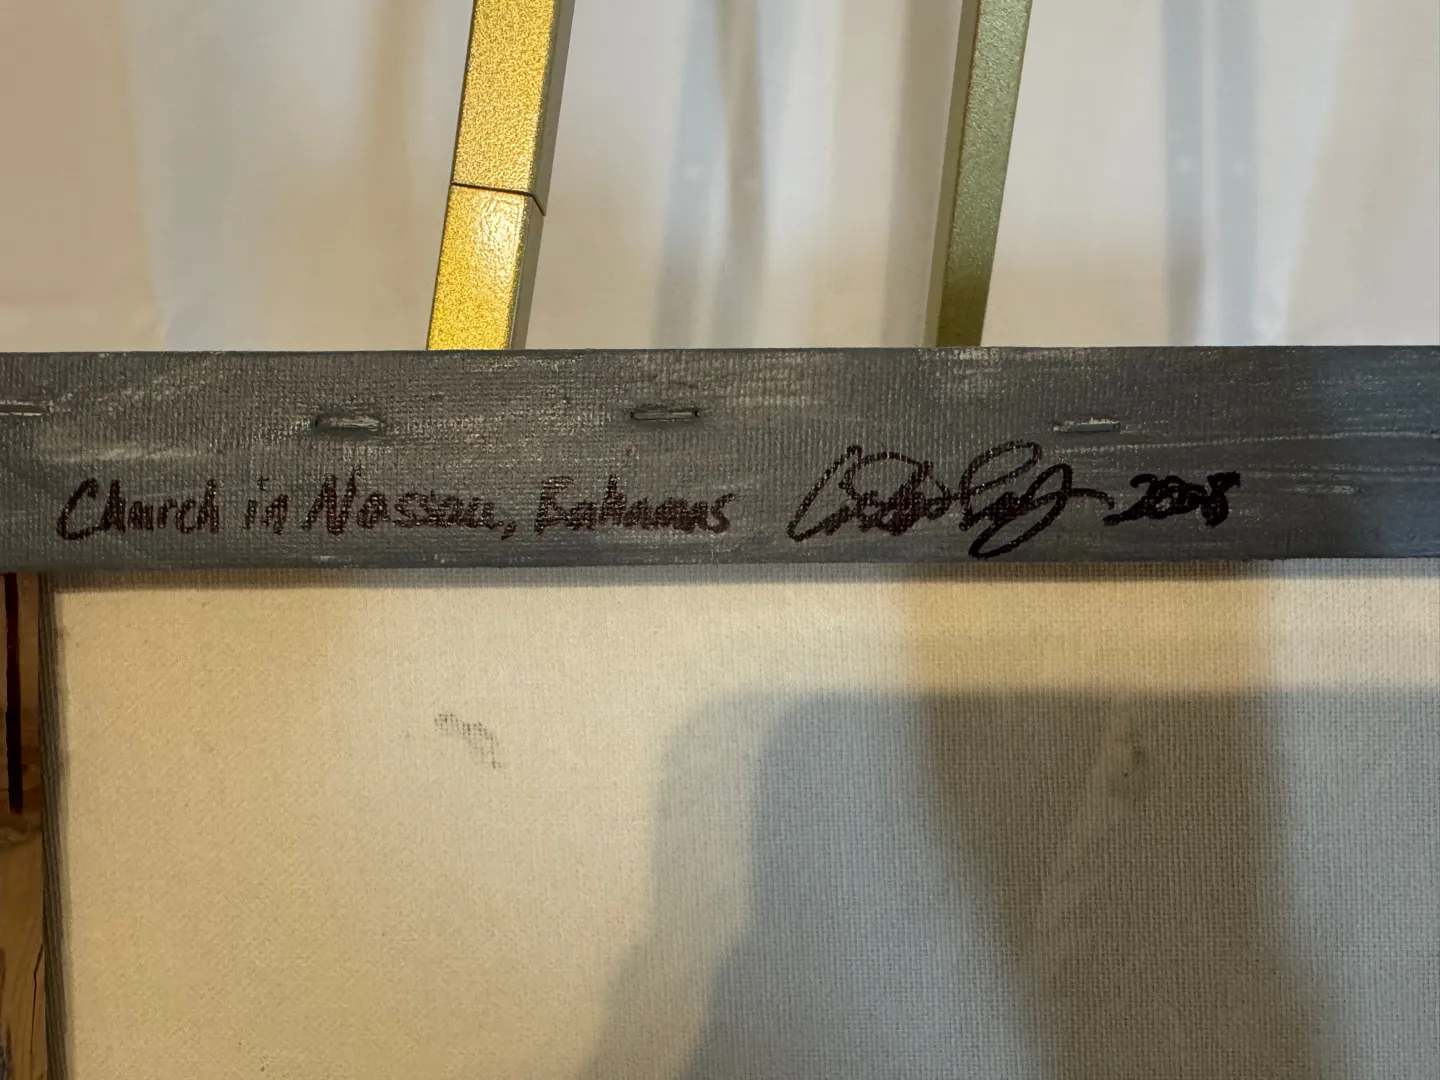 Church in Nassau, Bahamas 2008